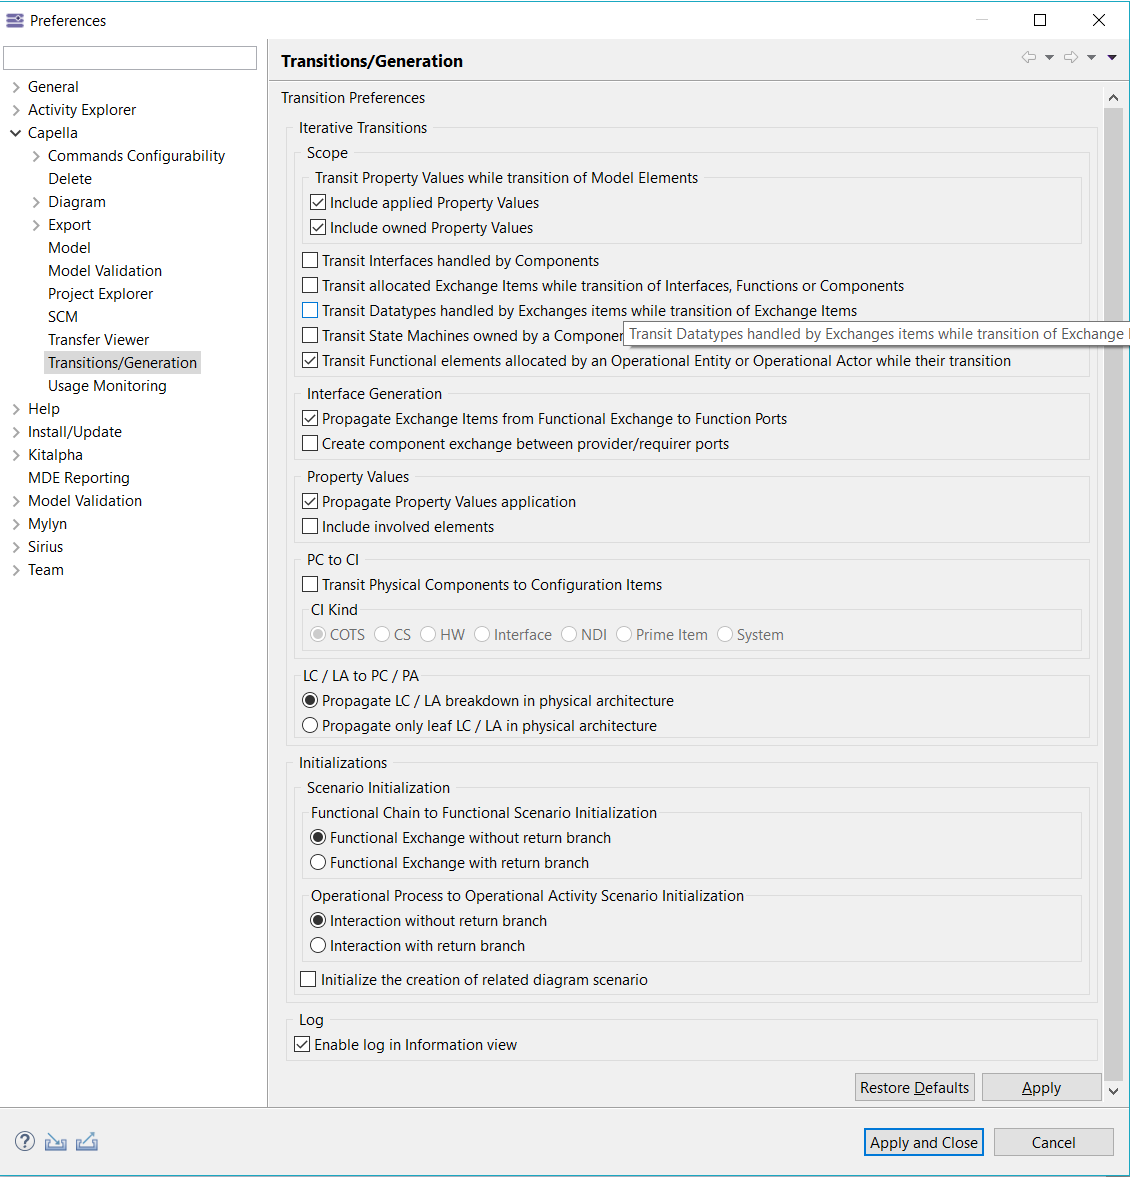 Preferences
Transitions/Generation
General
Activity Explorer
Capella
Commands Configurability
Delete
Diagram
Export
Model
Model Validation
Project Explorer
SCM
Transfer Viewer
Transitions/Generation
Usage Monitoring
Help
Install/Update
Kitalpha
MDE Reporting
Model Validation
Mylyn
Sirius
Team
Transition Preferences
Iterative Transitions
Scope
Transit Property Values while transition of Model Elements
Include applied Property Values
Include owned Property Values
Transit Interfaces handled by Components
Transit allocated Exchange Items while transition of Interfaces, Functions or Components
Transit Datatypes handled by Exchanges items while transition of Exchange Items
Transit State Machines owned by a Componen
Transit Datatypes handled by Exchanges items while transition of Exchange
Transit Functional elements allocated by an Operational Entity or Operational Actor while their transition
Interface Generation
Propagate Exchange Items from Functional Exchange to Function Ports
Create component exchange between provider/requirer ports
Property Values
Propagate Property Values application
Include involved elements
PC to CI
Transit Physical Components to Configuration Items
CI Kind
COTS CS HW Interface NDI Prime Item System
LC / LA to PC / PA
Propagate LC / LA breakdown in physical architecture
Propagate only leaf LC / LA in physical architecture
Initializations
Scenario Initialization
Functional Chain to Functional Scenario Initialization
Functional Exchange without return branch
Functional Exchange with return branch
Operational Process to Operational Activity Scenario Initialization
Interaction without return branch
Interaction with return branch
Initialize the creation of related diagram scenario
Log
Enable log in Information view
Restore Defaults Apply
? Apply and Close Cancel